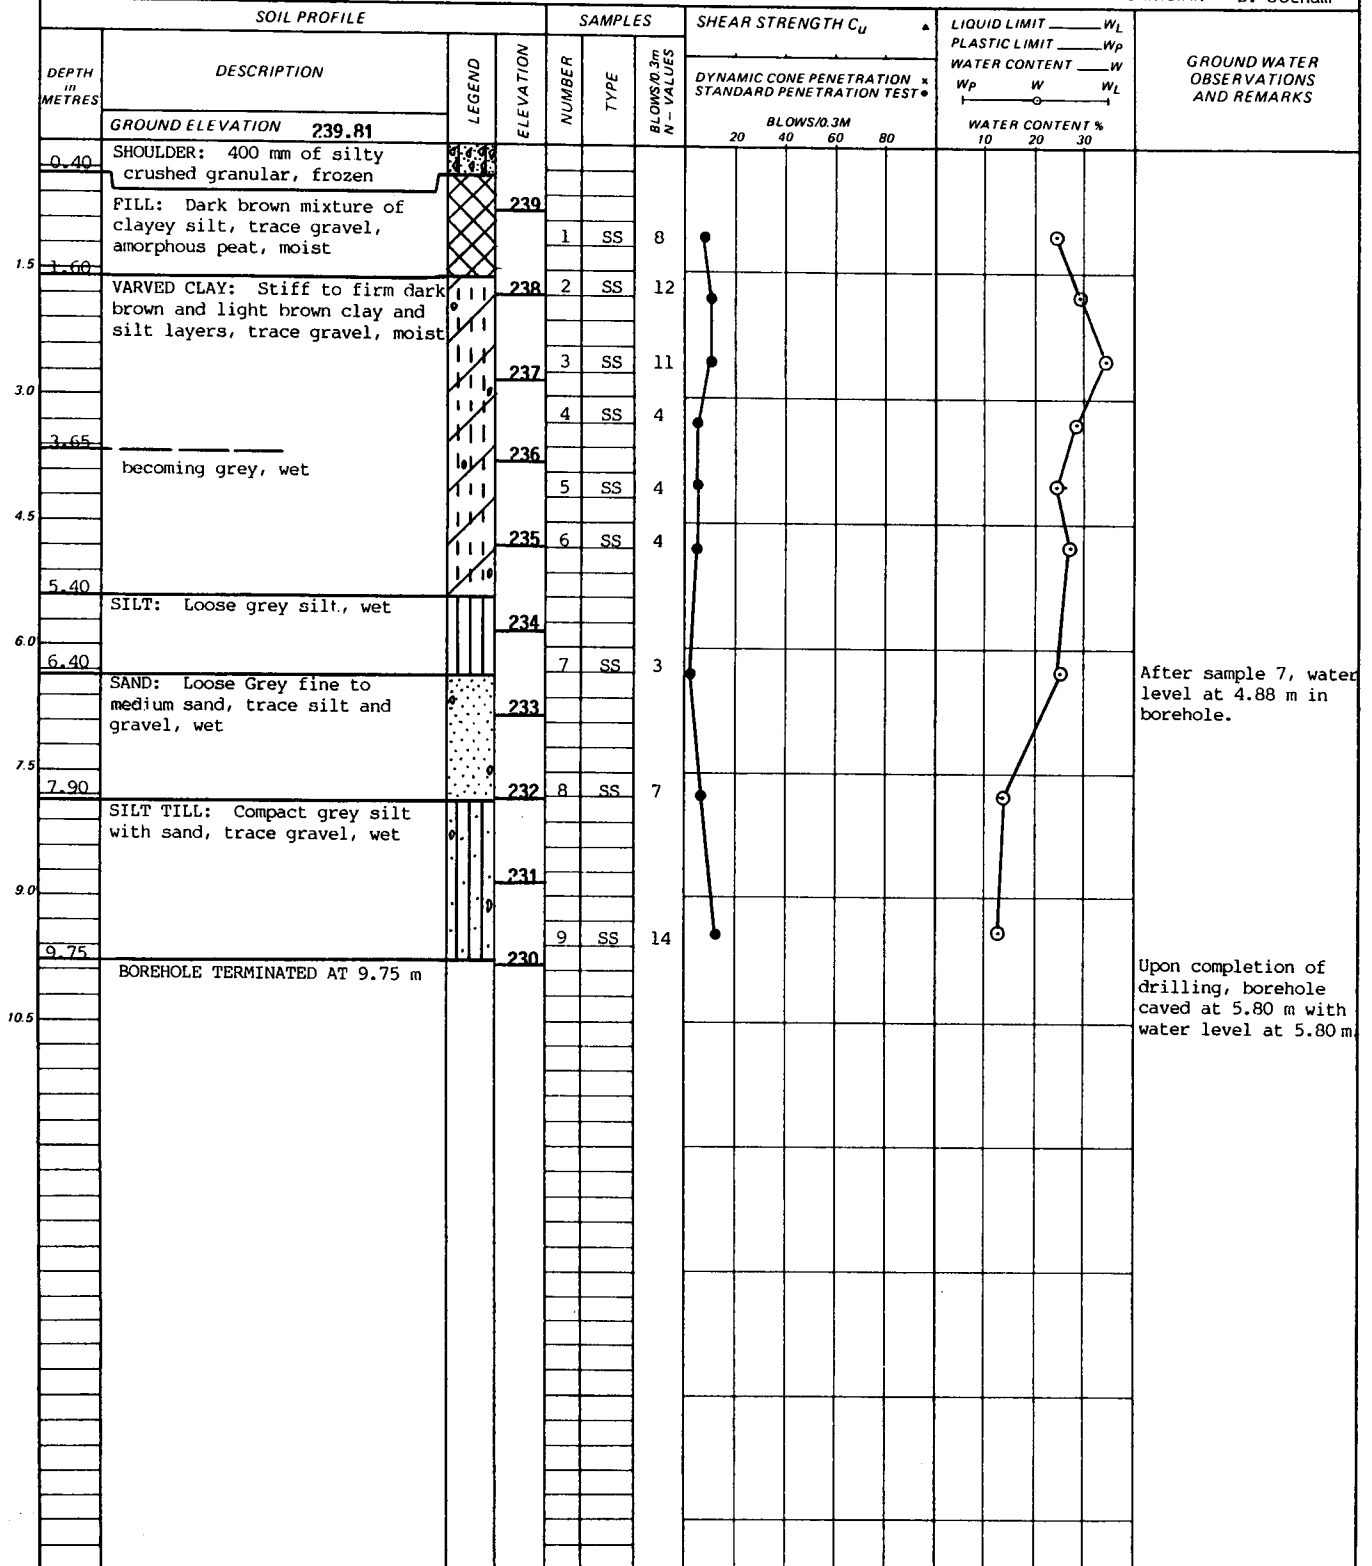 SOIL PROFILE
SAMPLES
SHEAR STRENGTH Cu ▲
LIQUID LIMIT ____ WL
PLASTIC LIMIT ____ Wp
WATER CONTENT ____ W
Wp W WL
GROUND WATER
OBSERVATIONS
AND REMARKS
DEPTH
in
METRES
DESCRIPTION
LEGEND
ELEVATION
NUMBER
TYPE
BLOWS/0.3m
N – VALUES
DYNAMIC CONE PENETRATION ×
STANDARD PENETRATION TEST ●
BLOWS/0.3M
20 40 60 80
WATER CONTENT %
10 20 30
GROUND ELEVATION 239.81
SHOULDER: 400 mm of silty
crushed granular, frozen
0.40
FILL: Dark brown mixture of
clayey silt, trace gravel,
amorphous peat, moist
239
1 SS 8
1.5
1.60
VARVED CLAY: Stiff to firm dark
brown and light brown clay and
silt layers, trace gravel, moist
238
2 SS 12
3 SS 11
237
3.0
4 SS 4
3.65
becoming grey, wet
236
5 SS 4
4.5
235
6 SS 4
5.40
SILT: Loose grey silt, wet
234
6.0
6.40
7 SS 3
After sample 7, water
level at 4.88 m in
borehole.
SAND: Loose Grey fine to
medium sand, trace silt and
gravel, wet
233
7.5
7.90
232
8 SS 7
SILT TILL: Compact grey silt
with sand, trace gravel, wet
231
9.0
9 SS 14
9.75
230
BOREHOLE TERMINATED AT 9.75 m
Upon completion of
drilling, borehole
caved at 5.80 m with
water level at 5.80 m.
10.5